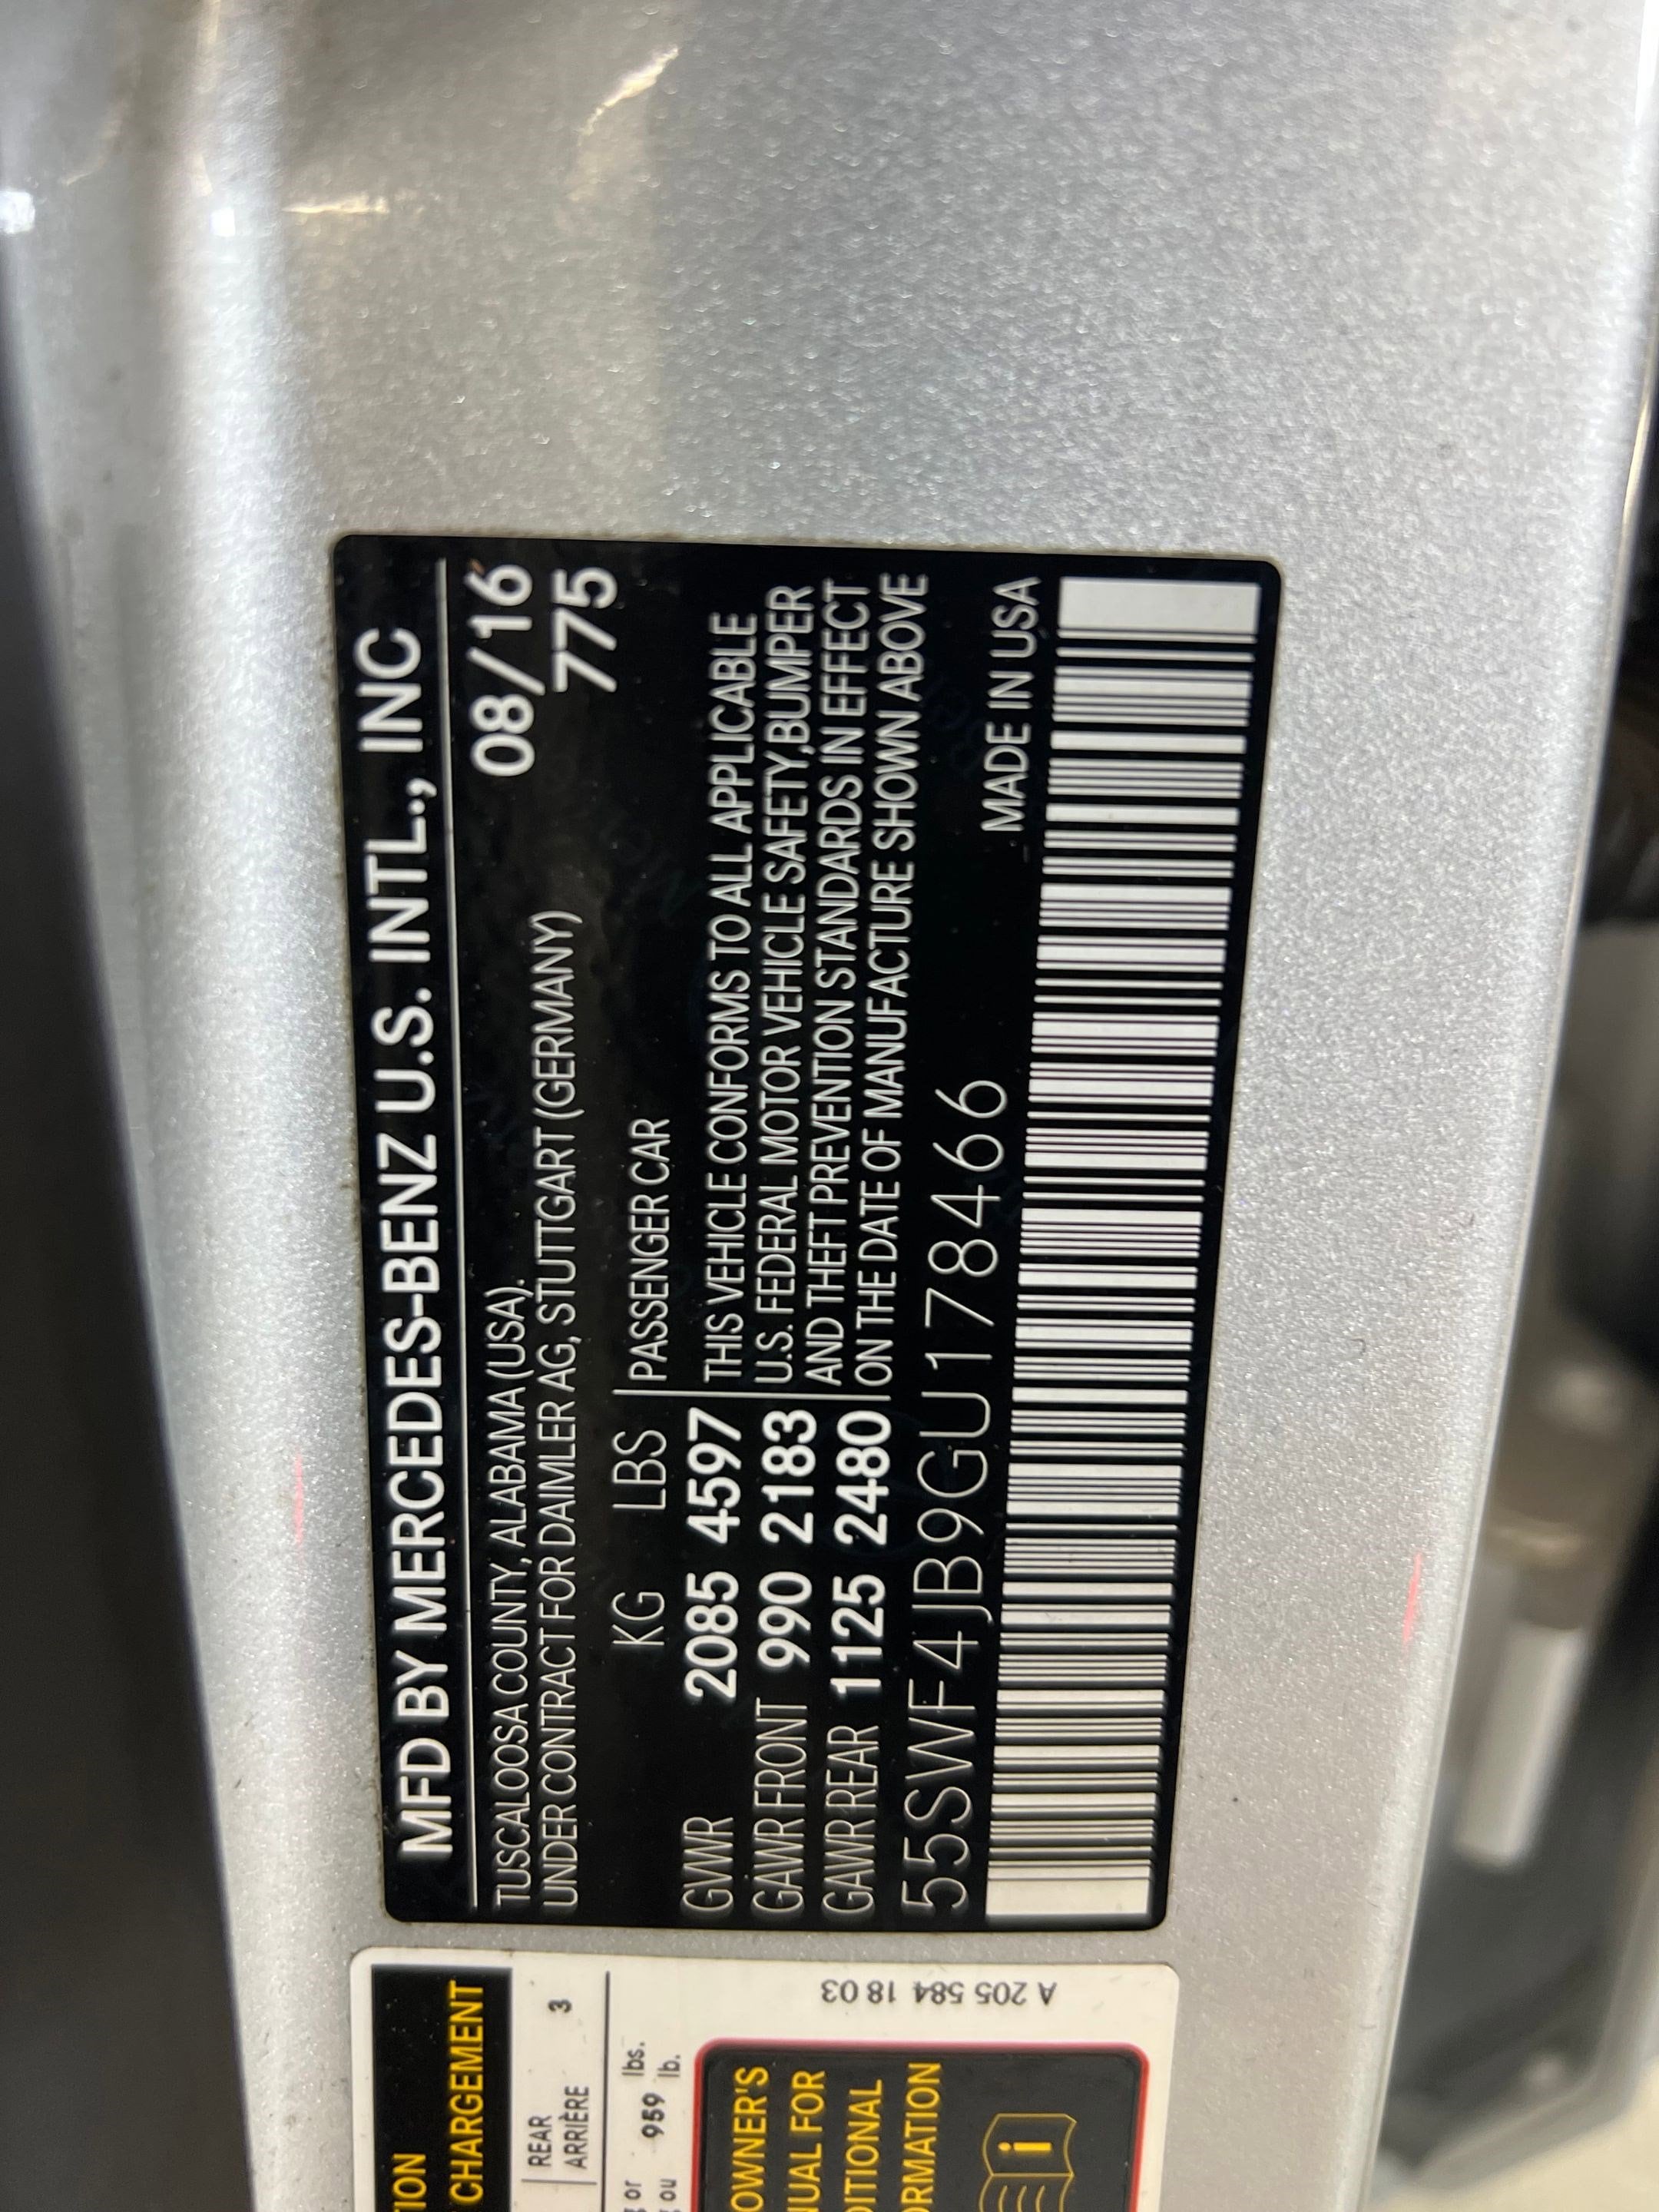 MFD BY MERCEDES-BENZ U.S. INTL., INC
TUSCALOOSA COUNTY, ALABAMA (USA). 08/16
UNDER CONTRACT FOR DAIMLER AG, STUTTGART (GERMANY) 775
KG LBS PASSENGER CAR
GVWR 2085 4597 THIS VEHICLE CONFORMS TO ALL APPLICABLE
GAWR FRONT 990 2183 U.S. FEDERAL MOTOR VEHICLE SAFETY,BUMPER
GAWR REAR 1125 2480 AND THEFT PREVENTION STANDARDS IN EFFECT
ON THE DATE OF MANUFACTURE SHOWN ABOVE
55SWF4JB9GU178466 MADE IN USA
CHARGEMENT
REAR 3
ARRIÈRE
or lbs.
ou 959 lb.
OWNER'S
FOR
A 205 584 18 03